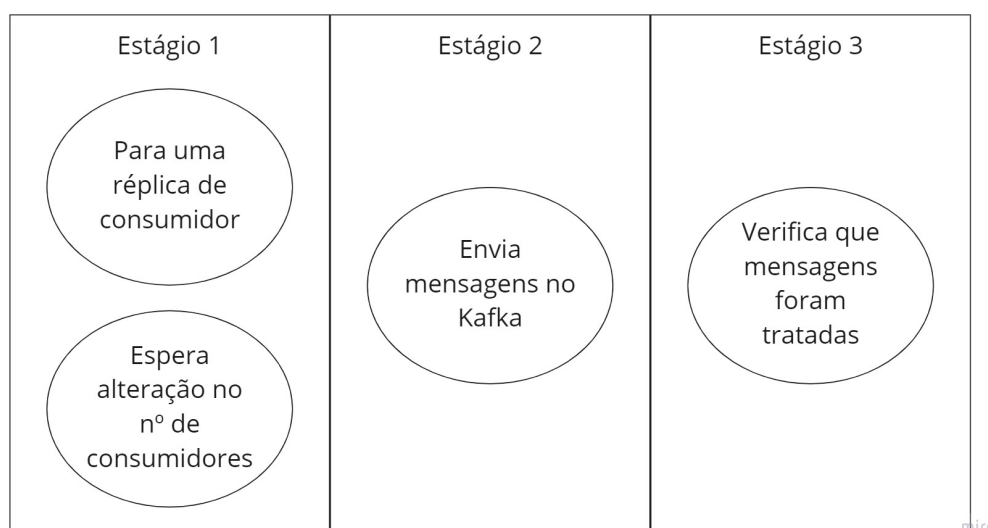 Estágio 1
Para uma
réplica de
consumidor
Espera
alteração no
nº de
consumidores
Estágio 2
Envia
mensagens no
Kafka
Estágio 3
Verifica que
mensagens
foram
tratadas